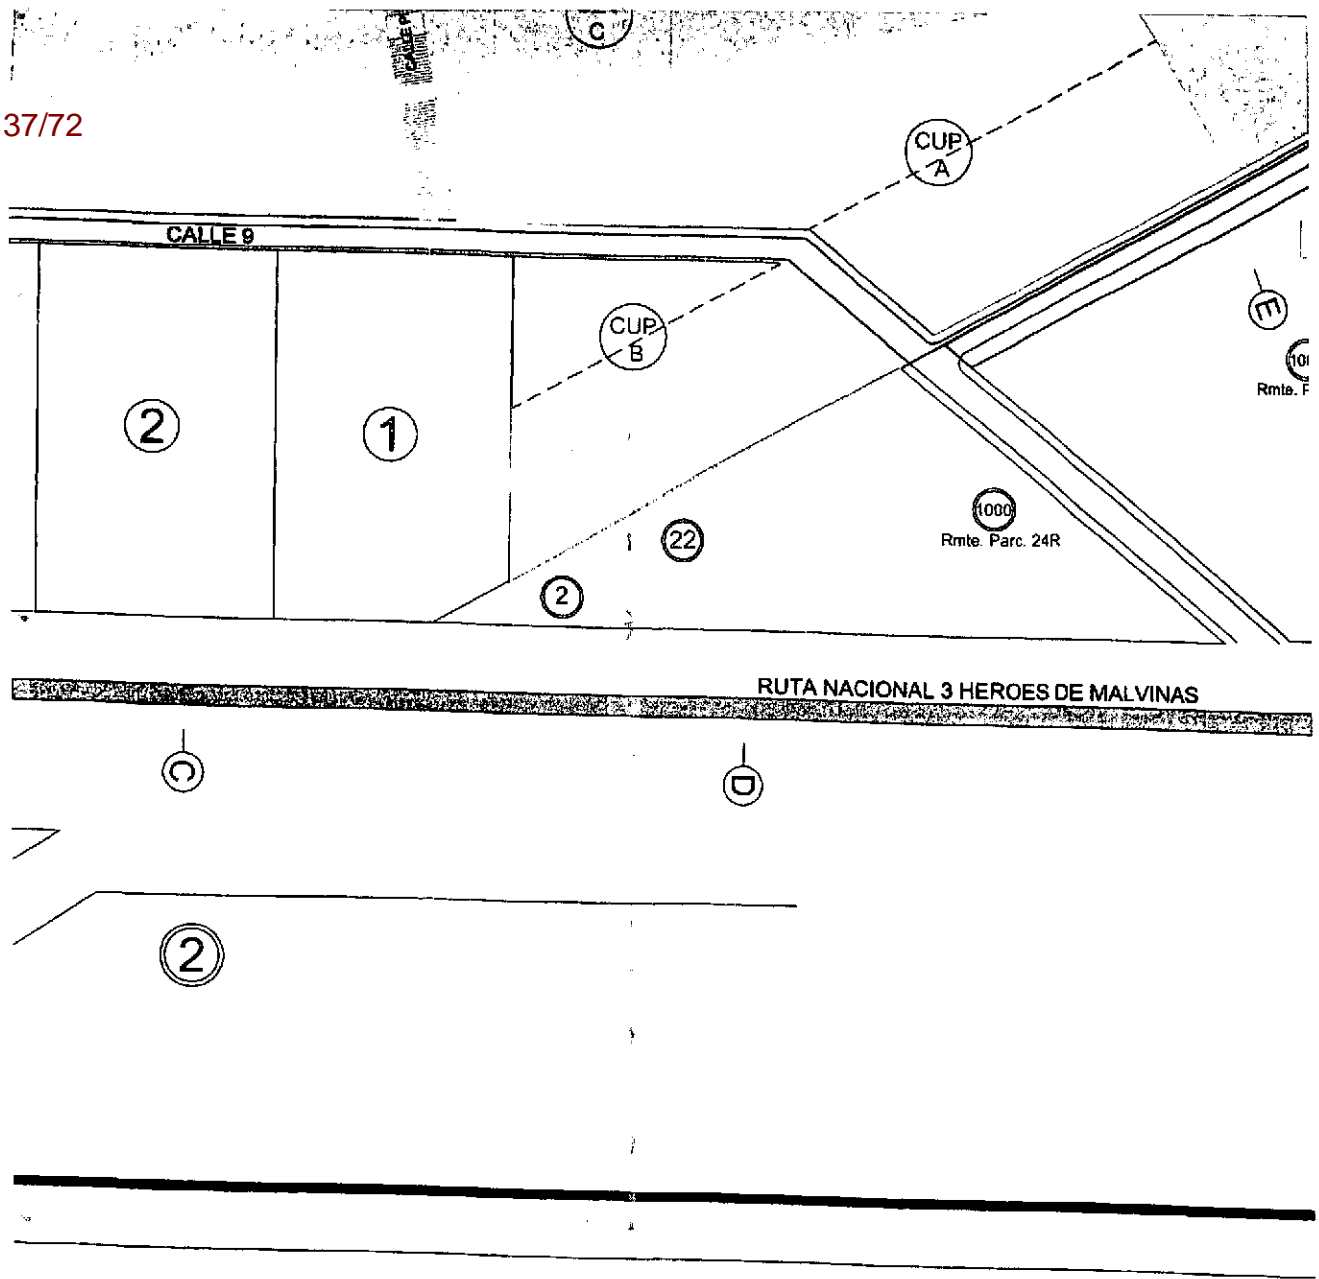 C
37/72
CUP
A
CALLE 9
E
CUP
B
Rmte.
2
1
1000
Rmte. Parc. 24R
22
2
RUTA NACIONAL 3 HEROES DE MALVINAS
C
D
2